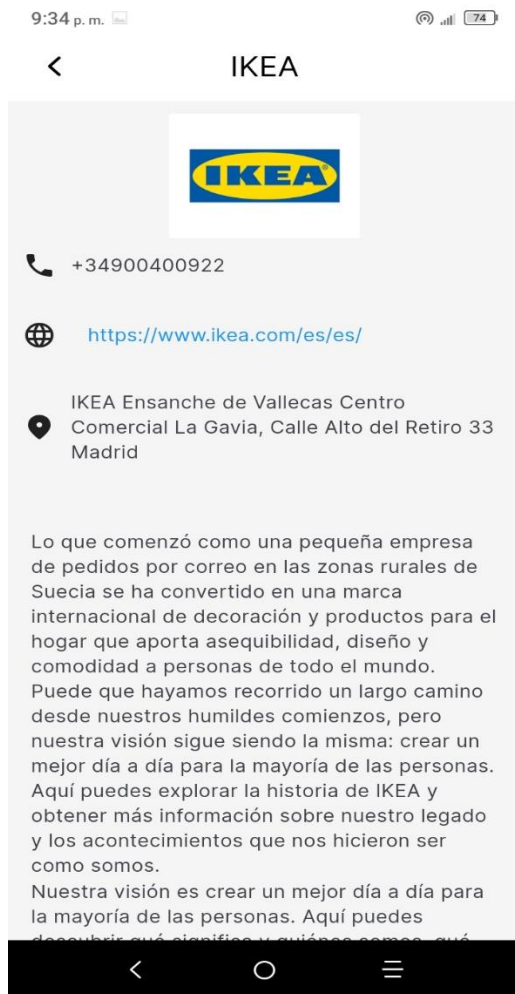 9:34 p. m.
74
IKEA
IKEA
+34900400922
https://www.ikea.com/es/es/
IKEA Ensanche de Vallecas Centro
Comercial La Gavia, Calle Alto del Retiro 33
Madrid
Lo que comenzó como una pequeña empresa
de pedidos por correo en las zonas rurales de
Suecia se ha convertido en una marca
internacional de decoración y productos para el
hogar que aporta asequibilidad, diseño y
comodidad a personas de todo el mundo.
Puede que hayamos recorrido un largo camino
desde nuestros humildes comienzos, pero
nuestra visión sigue siendo la misma: crear un
mejor día a día para la mayoría de las personas.
Aquí puedes explorar la historia de IKEA y
obtener más información sobre nuestro legado
y los acontecimientos que nos hicieron ser
como somos.
Nuestra visión es crear un mejor día a día para
la mayoría de las personas. Aquí puedes